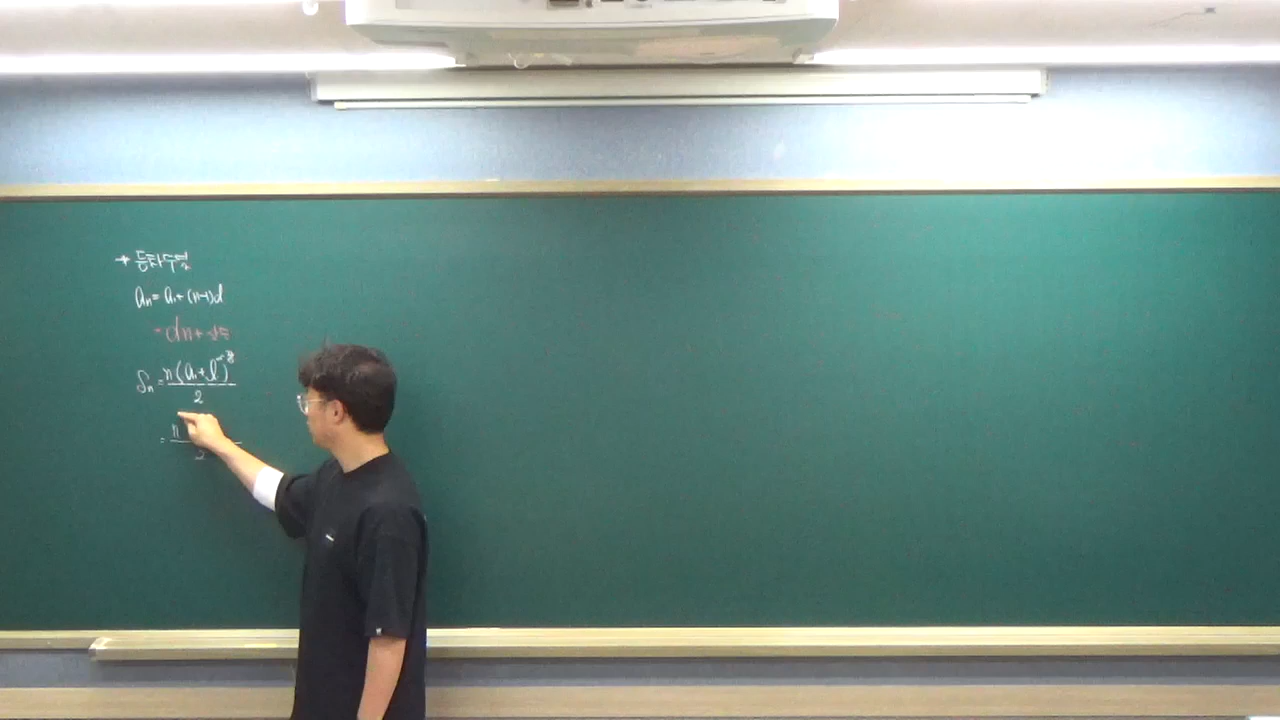 * 등차수열
aₙ = a₁ + (n-1)d
= dn +
Sₙ = n(a₁ + l) / 2
= n / 2